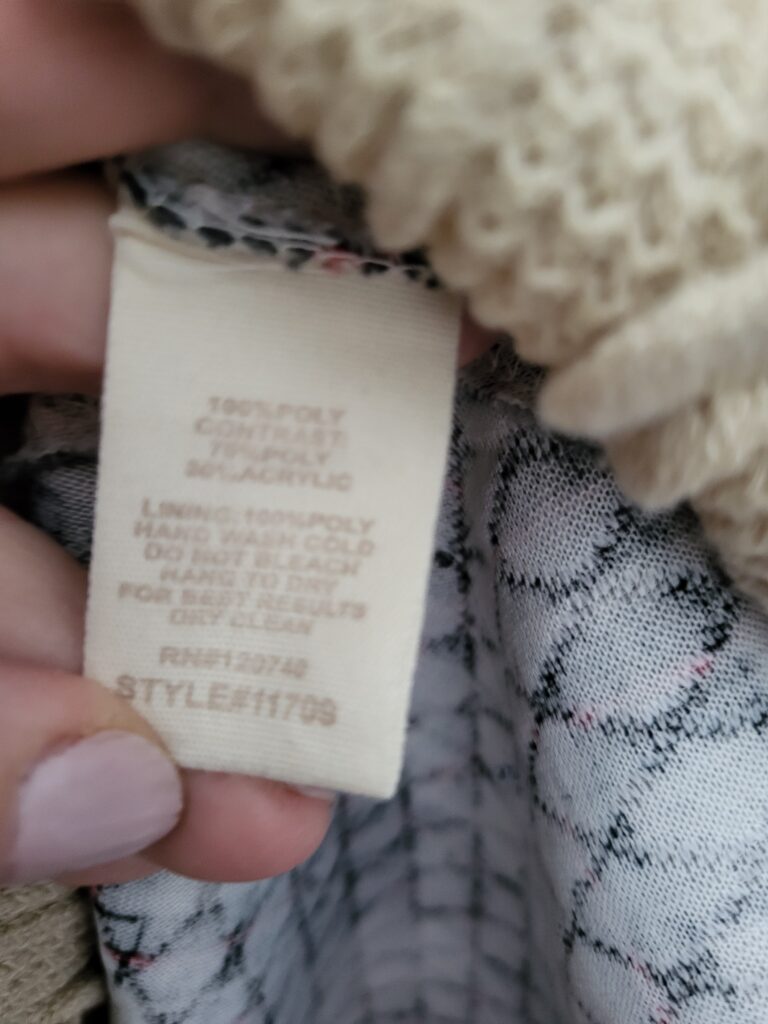 100%POLY
CONTRAST:
70%POLY
30%ACRYLIC
LINING:100%POLY
HAND WASH COLD
DO NOT BLEACH
HANG TO DRY
FOR BEST RESULTS
DRY CLEAN
RN#120740
STYLE#11709